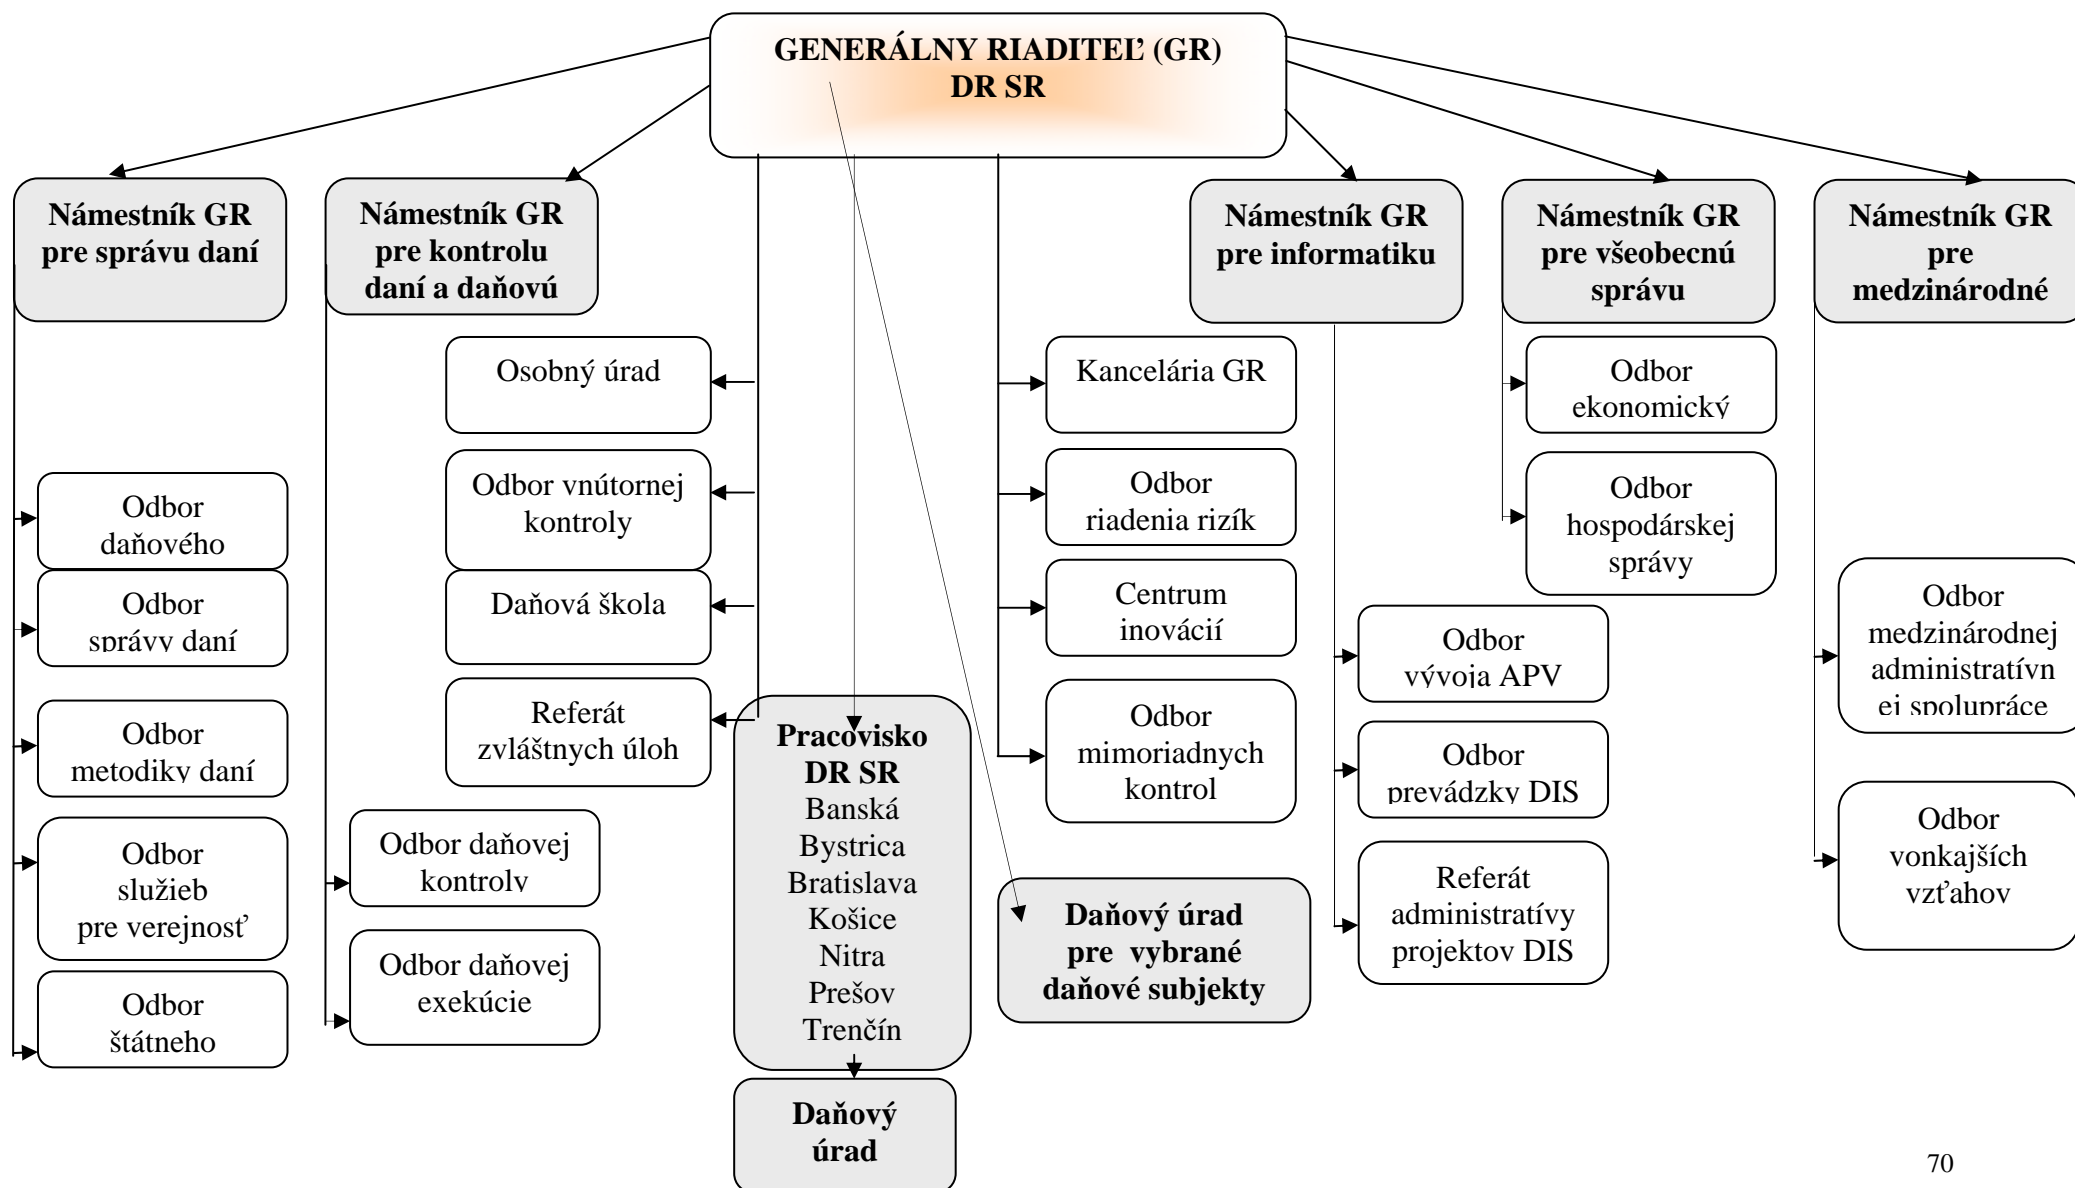 GENERÁLNY RIADITEĽ (GR)
DR SR
Námestník GR
pre správu daní
Námestník GR
pre kontrolu
daní a daňovú
Námestník GR
pre informatiku
Námestník GR
pre všeobecnú
správu
Námestník GR
pre
medzinárodné
Odbor
daňového
Odbor
správy daní
Odbor
metodiky daní
Odbor
služieb
pre verejnosť
Odbor
štátneho
Odbor daňovej
kontroly
Odbor daňovej
exekúcie
Osobný úrad
Odbor vnútornej
kontroly
Daňová škola
Referát
zvláštnych úloh
Pracovisko
DR SR
Banská
Bystrica
Bratislava
Košice
Nitra
Prešov
Trenčín
Daňový
úrad
Kancelária GR
Odbor
riadenia rizík
Centrum
inovácií
Odbor
mimoriadnych
kontrol
Daňový úrad
pre vybrané
daňové subjekty
Odbor
vývoja APV
Odbor
prevádzky DIS
Referát
administratívy
projektov DIS
Odbor
ekonomický
Odbor
hospodárskej
správy
Odbor
medzinárodnej
administratívn
ej spolupráce
Odbor
vonkajších
vzťahov
70